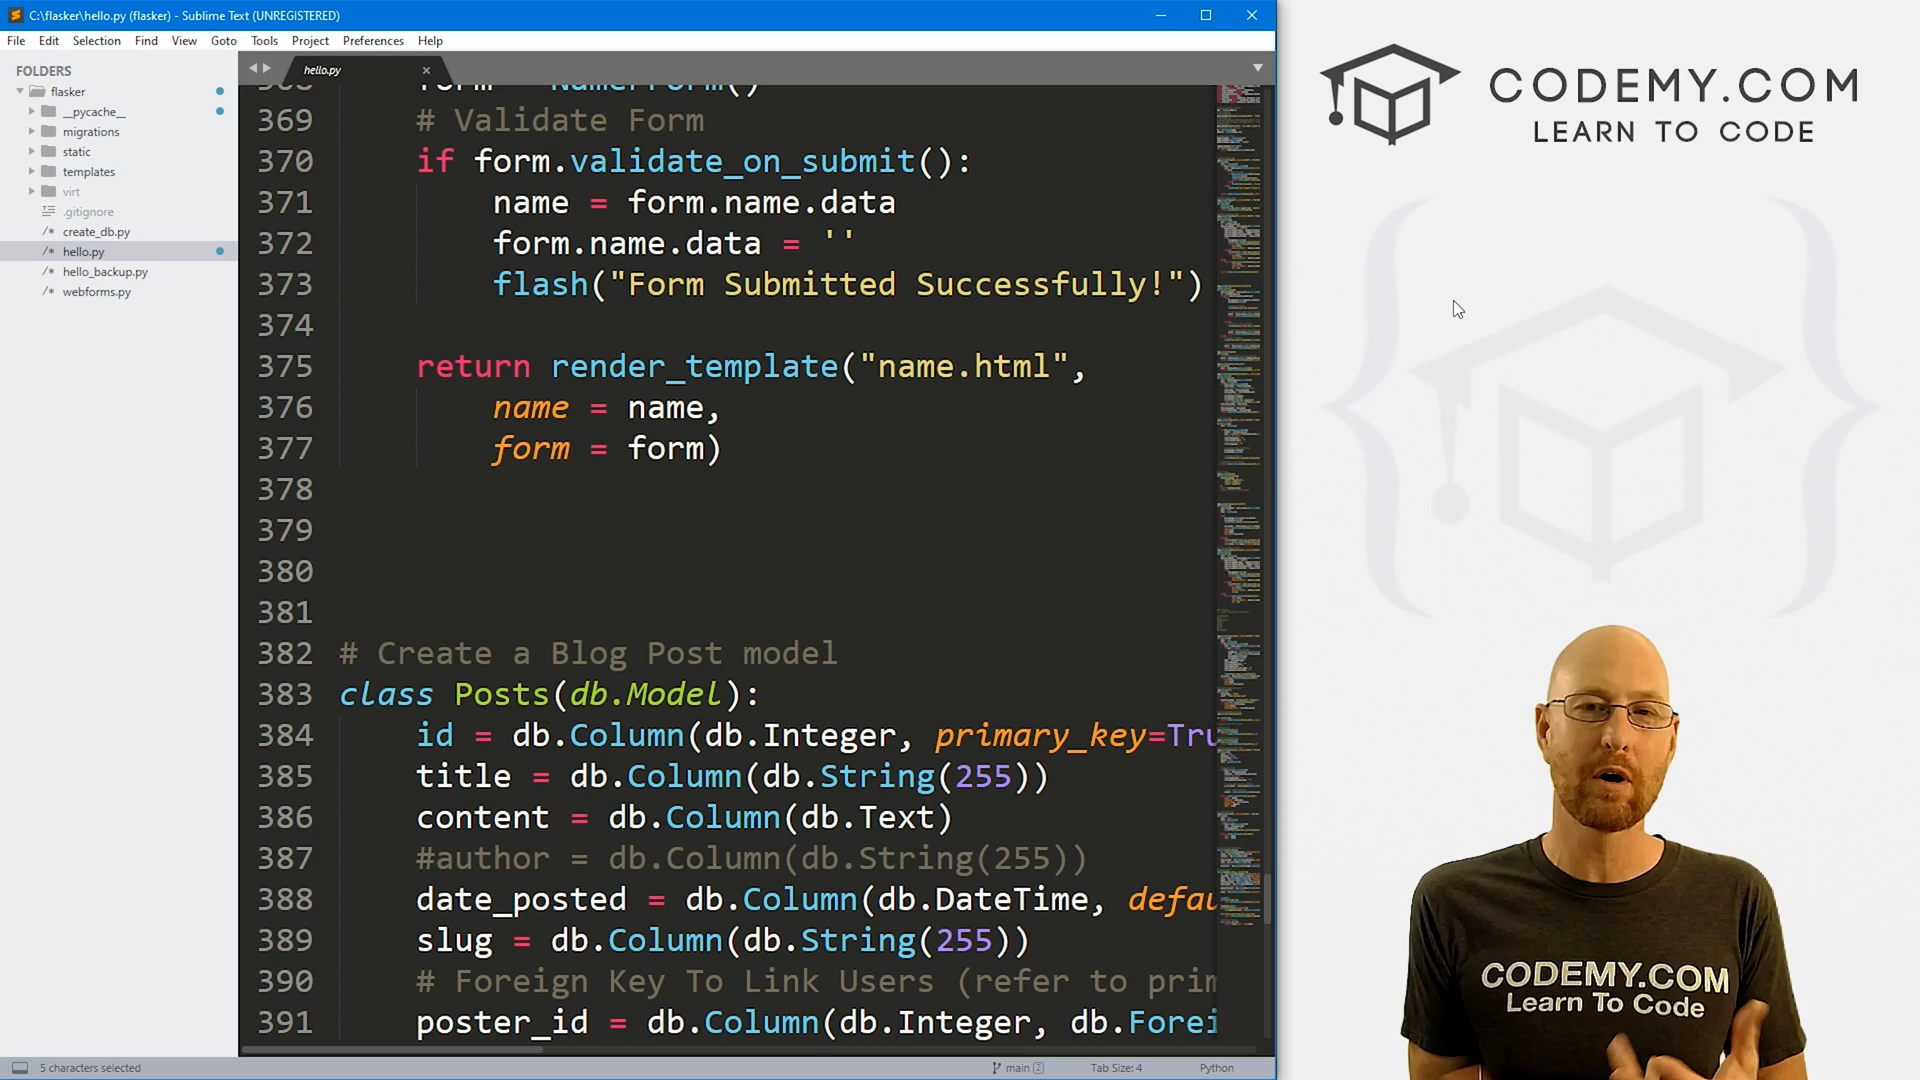 C:\flasker\hello.py (flasker) - Sublime Text (UNREGISTERED)
File Edit Selection Find View Goto Tools Project Preferences Help
FOLDERS
flasker
__pycache__
migrations
static
templates
virt
.gitignore
/* create_db.py
/* hello.py
/* hello_backup.py
/* webforms.py
hello.py
369 # Validate Form
370 if form.validate_on_submit():
371 name = form.name.data
372 form.name.data = ''
373 flash("Form Submitted Successfully!")
374
375 return render_template("name.html",
376 name = name,
377 form = form)
378
379
380
381
382 # Create a Blog Post model
383 class Posts(db.Model):
384 id = db.Column(db.Integer, primary_key=Tru
385 title = db.Column(db.String(255))
386 content = db.Column(db.Text)
387 #author = db.Column(db.String(255))
388 date_posted = db.Column(db.DateTime, defau
389 slug = db.Column(db.String(255))
390 # Foreign Key To Link Users (refer to prim
391 poster_id = db.Column(db.Integer, db.Forei
5 characters selected
main 2
Tab Size: 4
Python
CODEMY.COM
LEARN TO CODE
CODEMY.COM
Learn To Code